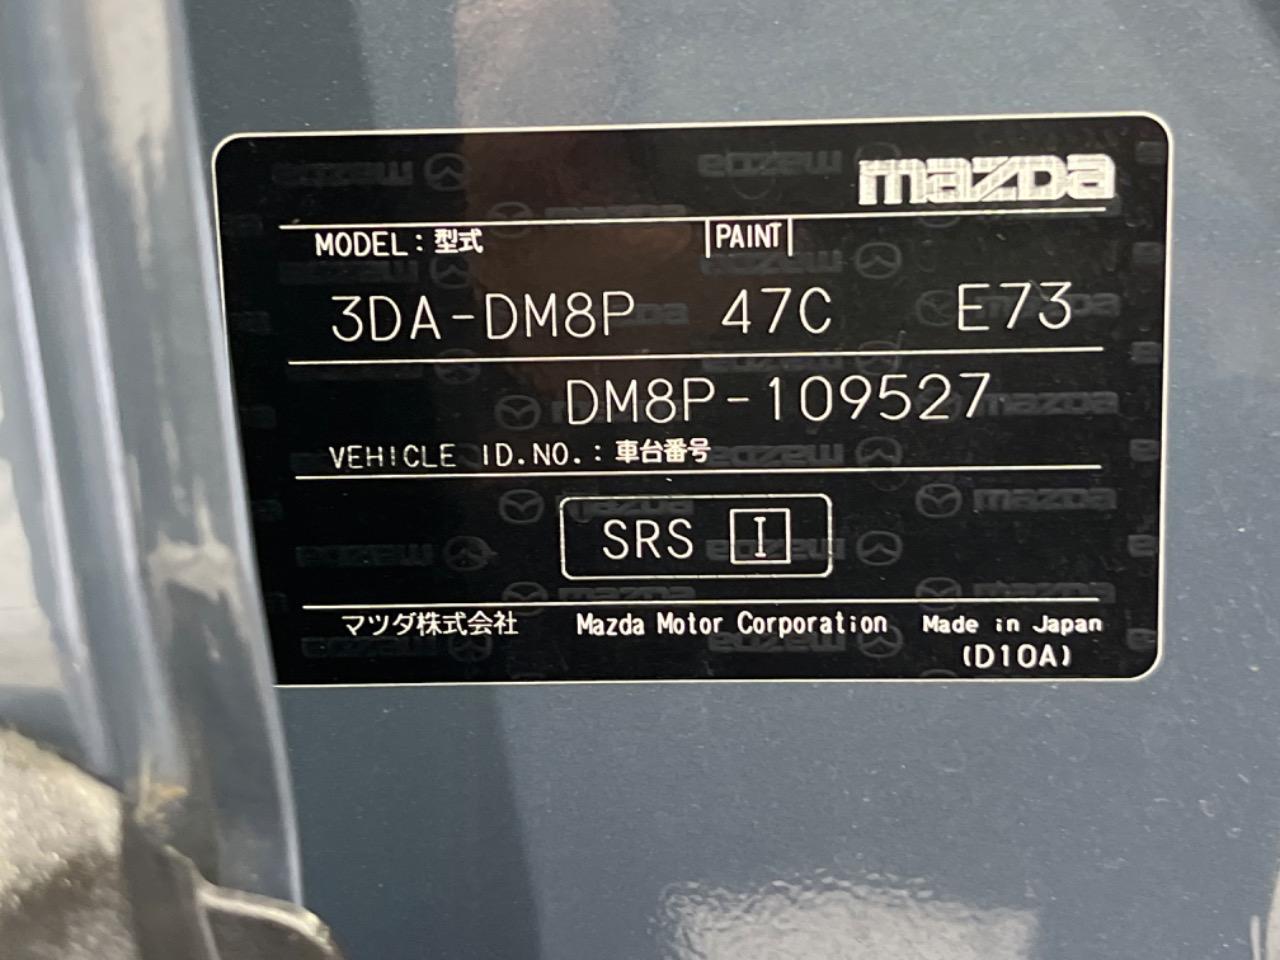 mazda
MODEL：型式 PAINT
3DA-DM8P 47C E73
DM8P-109527
VEHICLE ID.NO.：車台番号
SRS I
マツダ株式会社 Mazda Motor Corporation Made in Japan
(D10A)